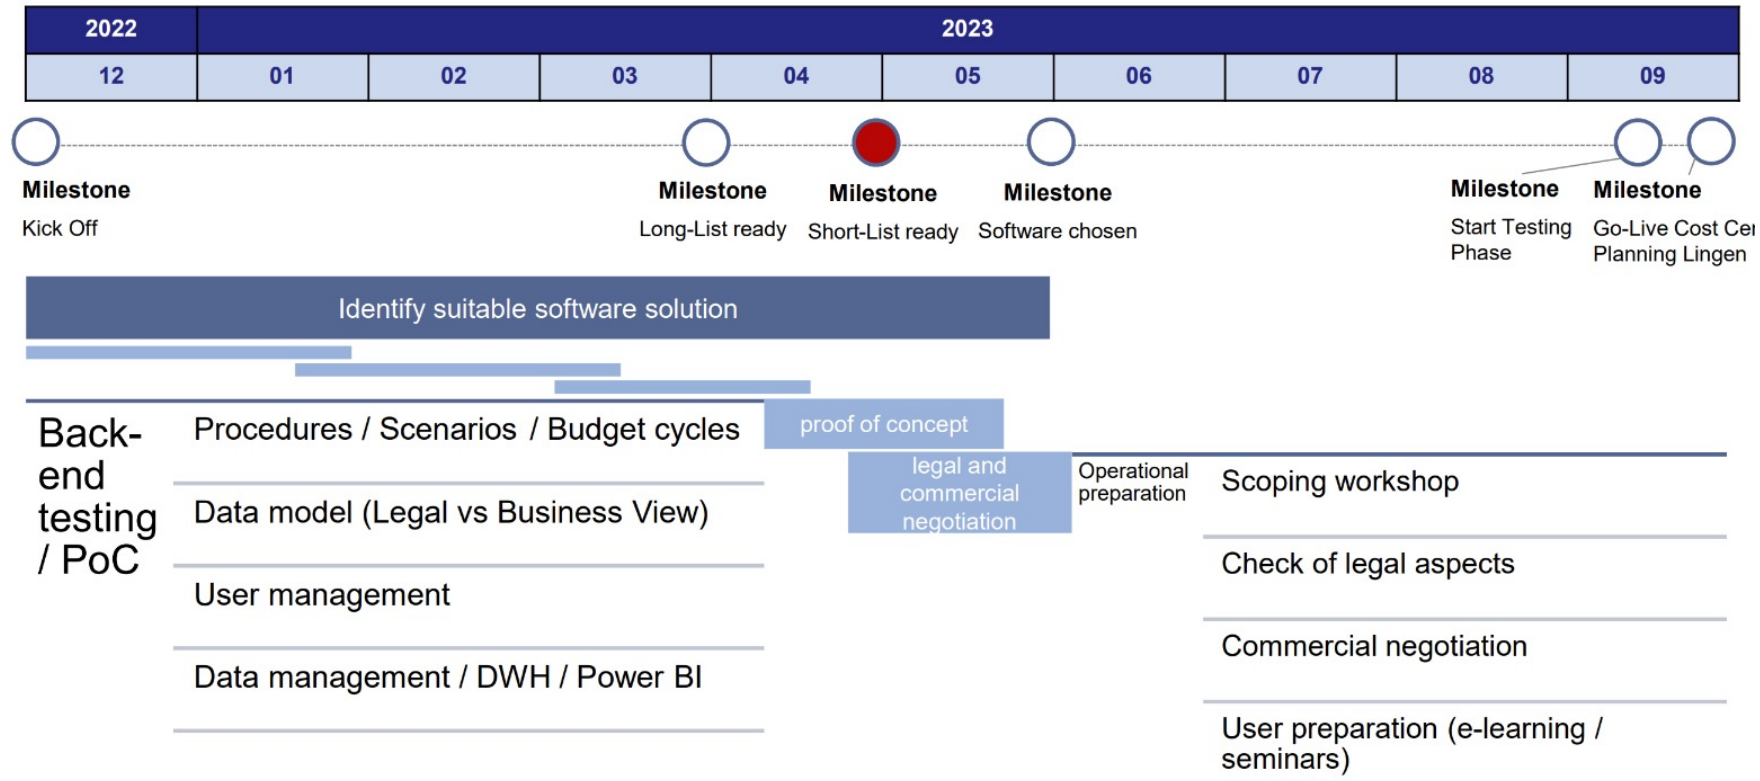 2022 2023
12 01 02 03 04 05 06 07 08 09
Milestone
Kick Off
Milestone
Long-List ready
Milestone
Short-List ready
Milestone
Software chosen
Milestone
Start Testing
Phase
Milestone
Go-Live Cost Cer
Planning Lingen
Identify suitable software solution
Back-
end
testing
/ PoC
Procedures / Scenarios / Budget cycles
Data model (Legal vs Business View)
User management
Data management / DWH / Power BI
proof of concept
legal and
commercial
negotiation
Operational
preparation
Scoping workshop
Check of legal aspects
Commercial negotiation
User preparation (e-learning /
seminars)